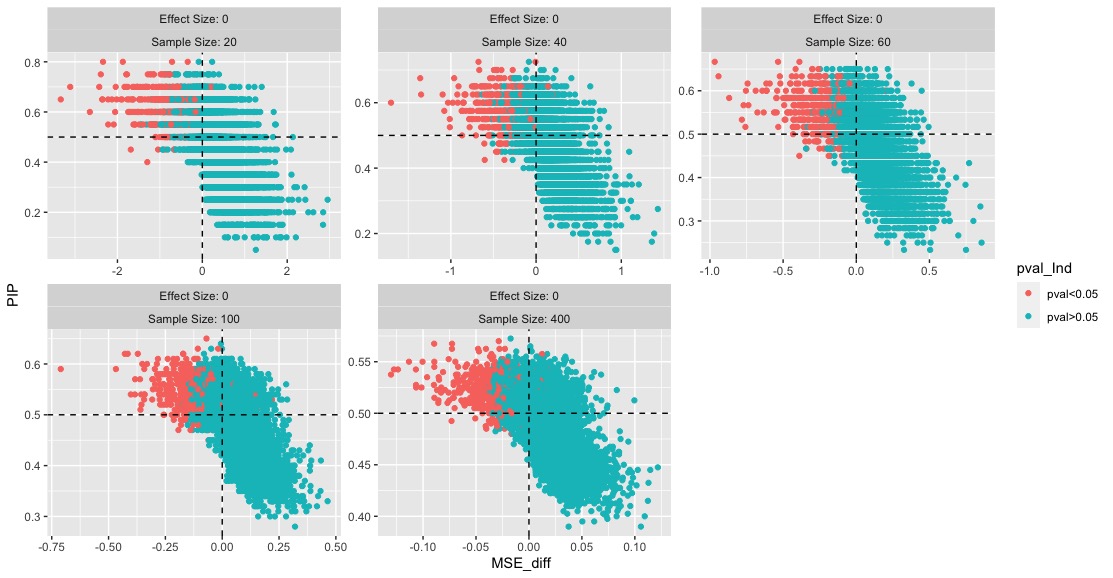 Effect Size: 0
Sample Size: 20
Effect Size: 0
Sample Size: 40
Effect Size: 0
Sample Size: 60
0.8
0.6
0.4
0.2
-2
0
2
0.6
0.4
0.2
-1
0
1
0.6
0.5
0.4
0.3
-1.0
-0.5
0.0
0.5
PIP
Effect Size: 0
Sample Size: 100
Effect Size: 0
Sample Size: 400
0.6
0.5
0.4
0.3
-0.75
-0.50
-0.25
0.00
0.25
0.50
0.55
0.50
0.45
0.40
-0.10
-0.05
0.00
0.05
0.10
MSE_diff
pval_Ind
pval<0.05
pval>0.05